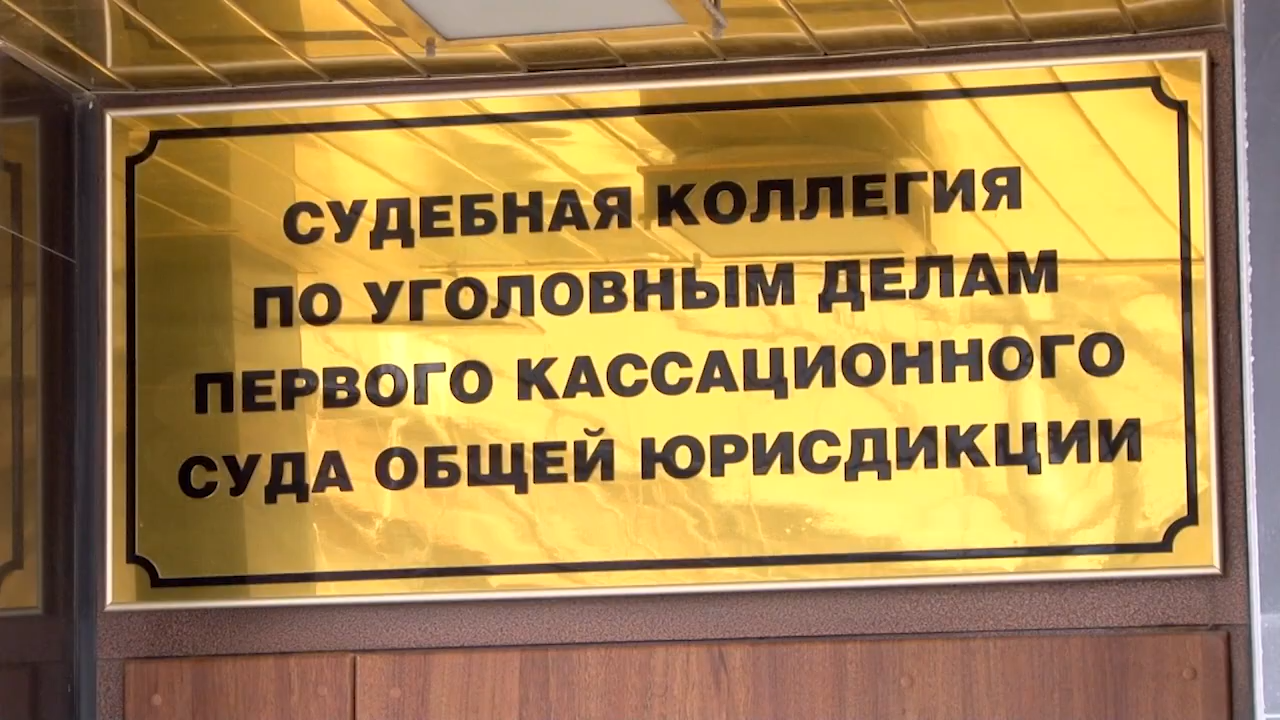 СУДЕБНАЯ КОЛЛЕГИЯ
ПО УГОЛОВНЫМ ДЕЛАМ
ПЕРВОГО КАССАЦИОННОГО
СУДА ОБЩЕЙ ЮРИСДИКЦИИ